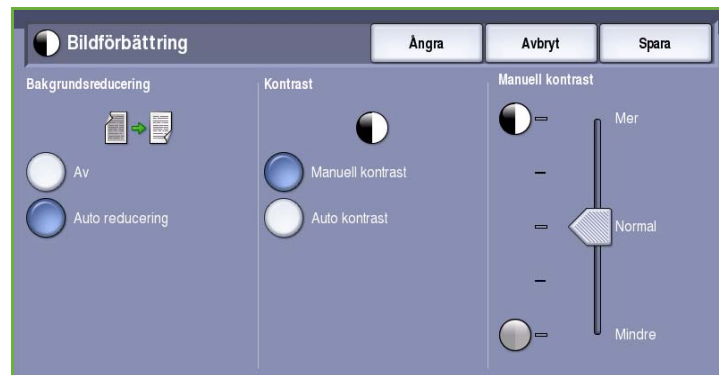 Bildförbättring
Ångra
Avbryt
Spara
Bakgrundsreducering
Av
Auto reducering
Kontrast
Manuell kontrast
Auto kontrast
Manuell kontrast
Mer
Normal
Mindre